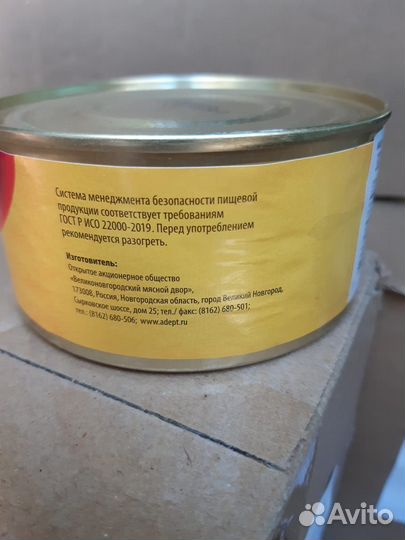 Система менеджмента безопасности пищевой
продукции соответствует требованиям
ГОСТ Р ИСО 22000-2019. Перед употреблением
рекомендуется разогреть.
Изготовитель:
Открытое акционерное общество
«Великоновгородский мясной двор»,
173008, Россия, Новгородская область, город Великий Новгород,
Сырковское шоссе, дом 25; тел./ факс: (8162) 680-501;
тел.: (8162) 680-506; www.adept.ru
Avito